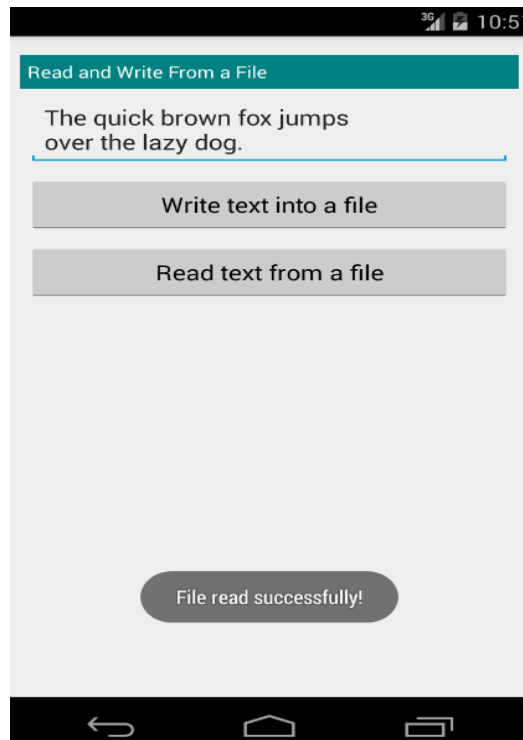 3G 10:5
Read and Write From a File
The quick brown fox jumps
over the lazy dog.
Write text into a file
Read text from a file
File read successfully!